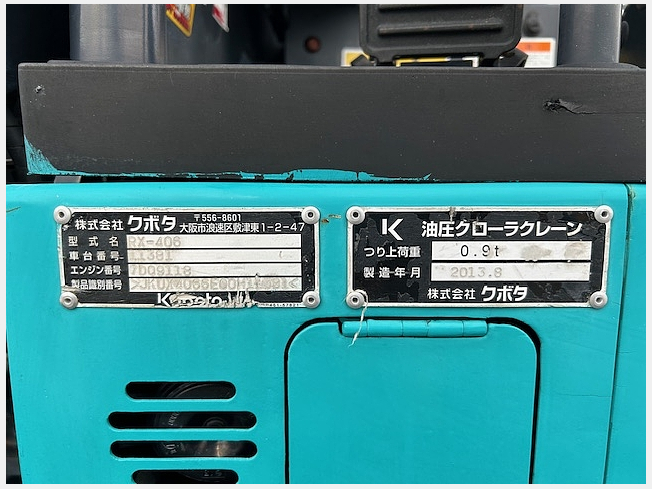 株式会社 クボタ 〒556-8601
大阪市浪速区敷津東1-2-47
型式名 RX-406
車台番号 11381
エンジン番号 7D09118
製品識別番号
Kubota
油圧クローラクレーン
つり上荷重 0.9t
製造年月 2013.8
株式会社 クボタ